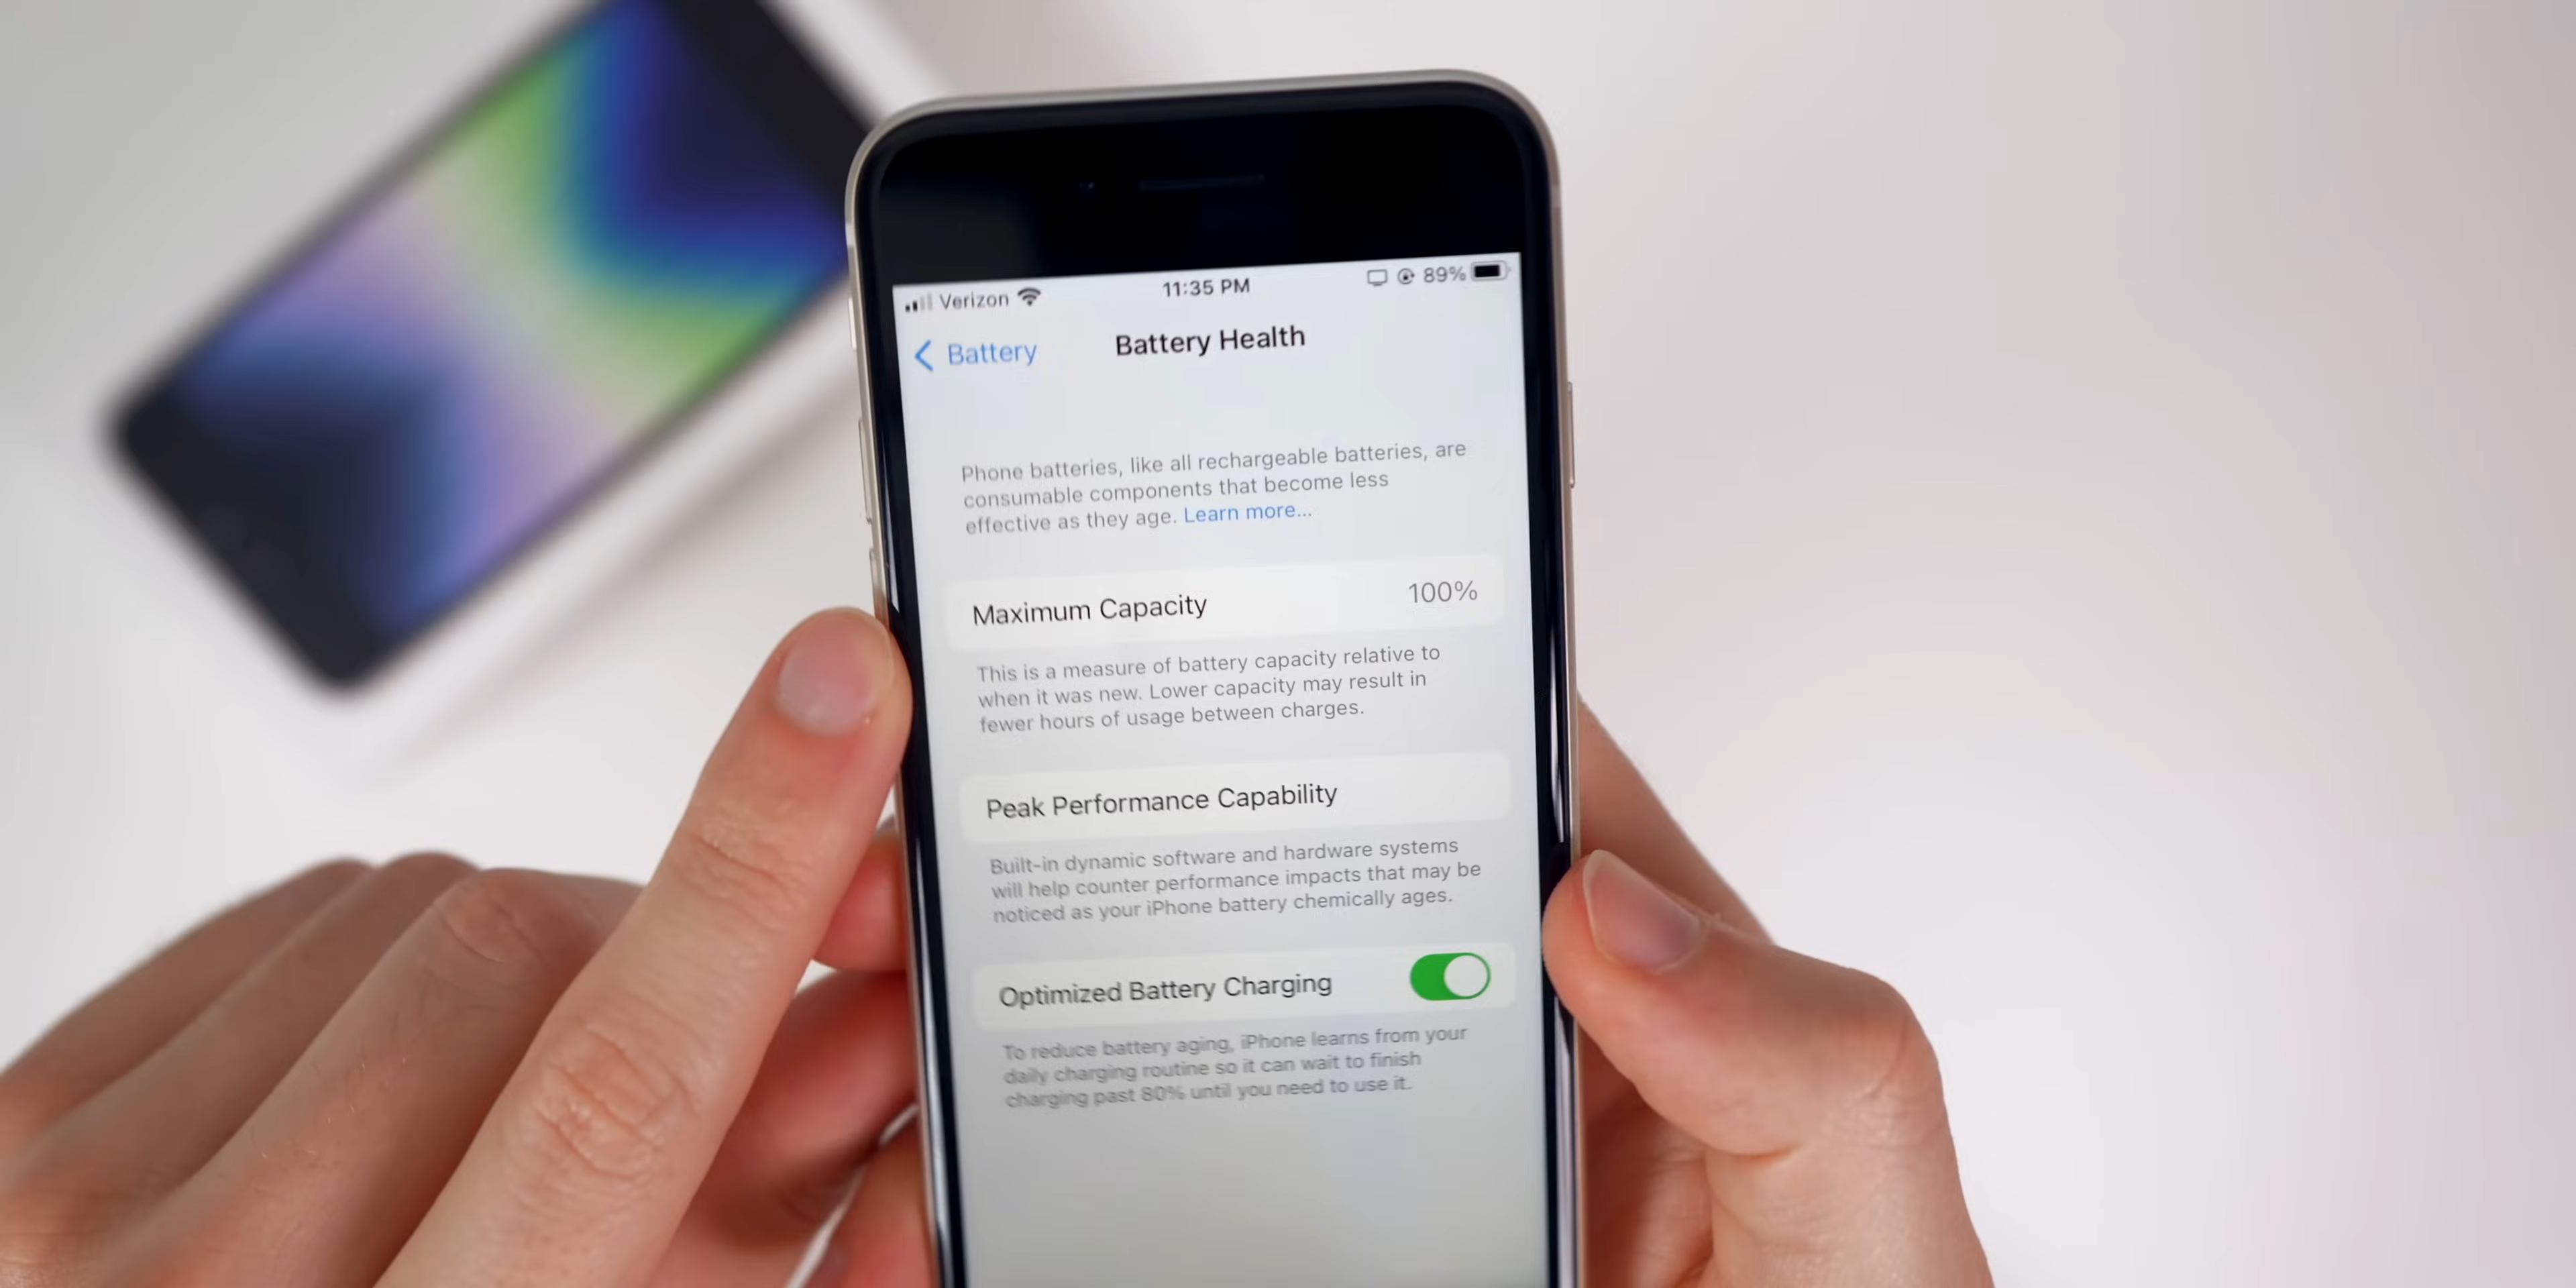 Verizon 11:35 PM 89%
Battery Battery Health
Phone batteries, like all rechargeable batteries, are
consumable components that become less
effective as they age. Learn more...
Maximum Capacity 100%
This is a measure of battery capacity relative to
when it was new. Lower capacity may result in
fewer hours of usage between charges.
Peak Performance Capability
Built-in dynamic software and hardware systems
will help counter performance impacts that may be
noticed as your iPhone battery chemically ages.
Optimized Battery Charging
To reduce battery aging, iPhone learns from your
daily charging routine so it can wait to finish
charging past 80% until you need to use it.